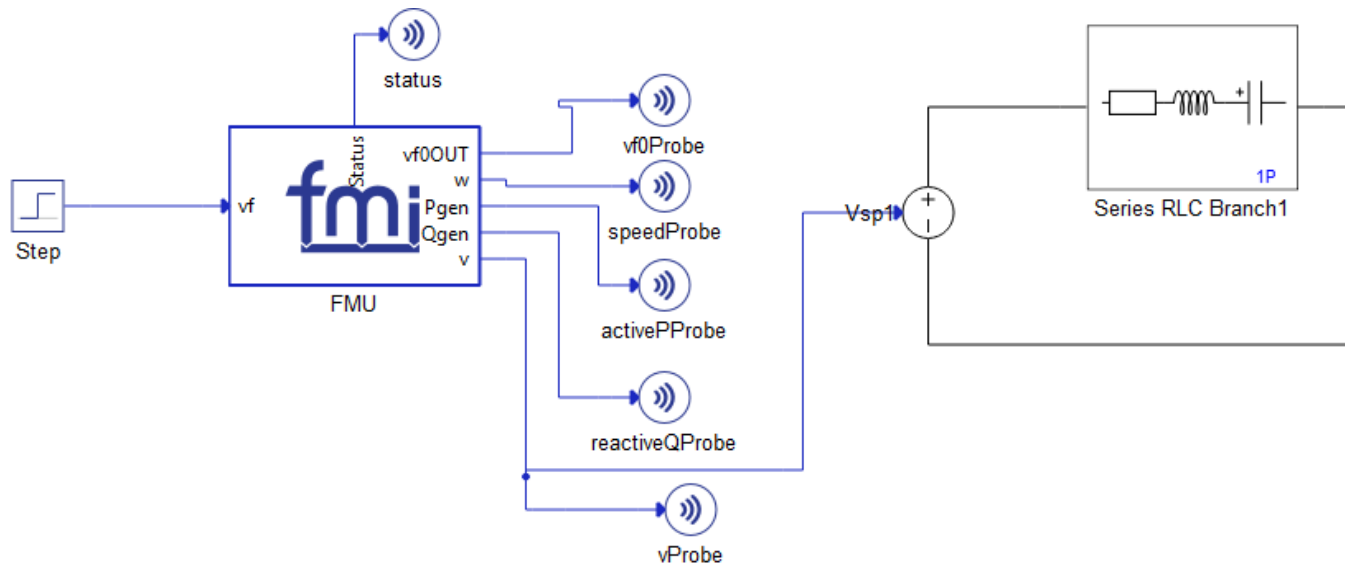 status
Status
vf0OUT
vf0Probe
w
vf
fmi
Pgen
speedProbe
Qgen
v
Step
FMU
activePProbe
reactiveQProbe
vProbe
Vsp1
+
+
1P
Series RLC Branch1